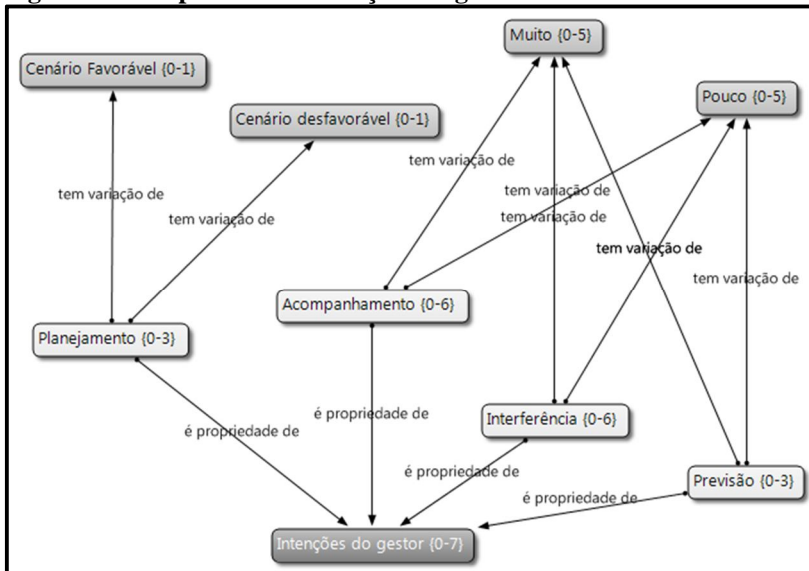 Muito {0-5}
Cenário Favorável {0-1}
Pouco {0-5}
Cenário desfavorável {0-1}
tem variação de
tem variação de
tem variação de
tem variação de
tem variação de
tem variação de
tem variação de
Acompanhamento {0-6}
Planejamento {0-3}
é propriedade de
Interferência {0-6}
é propriedade de
é propriedade de
Previsão {0-3}
é propriedade de
Intenções do gestor {0-7}